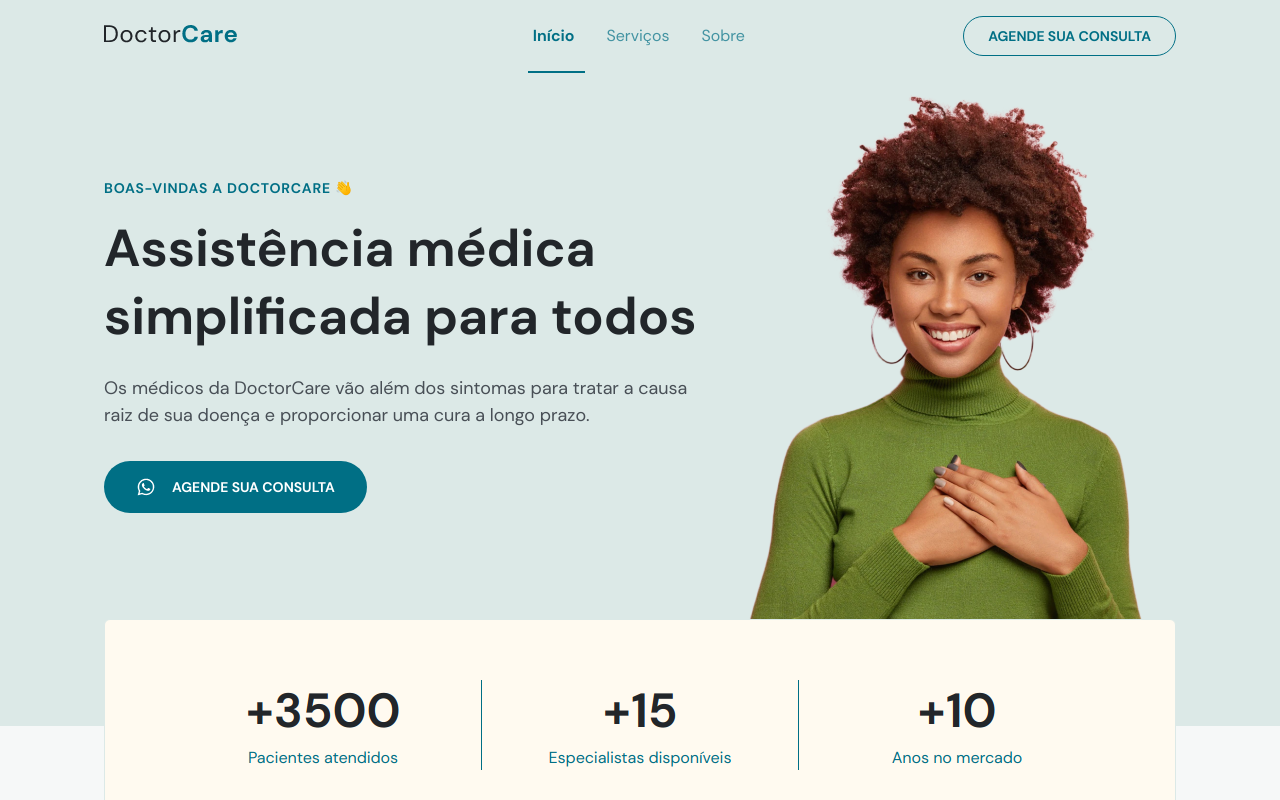 DoctorCare
Início
Serviços
Sobre
AGENDE SUA CONSULTA
BOAS-VINDAS A DOCTORCARE 👋
Assistência médica
simplificada para todos
Os médicos da DoctorCare vão além dos sintomas para tratar a causa
raiz de sua doença e proporcionar uma cura a longo prazo.
AGENDE SUA CONSULTA
+3500
Pacientes atendidos
+15
Especialistas disponíveis
+10
Anos no mercado